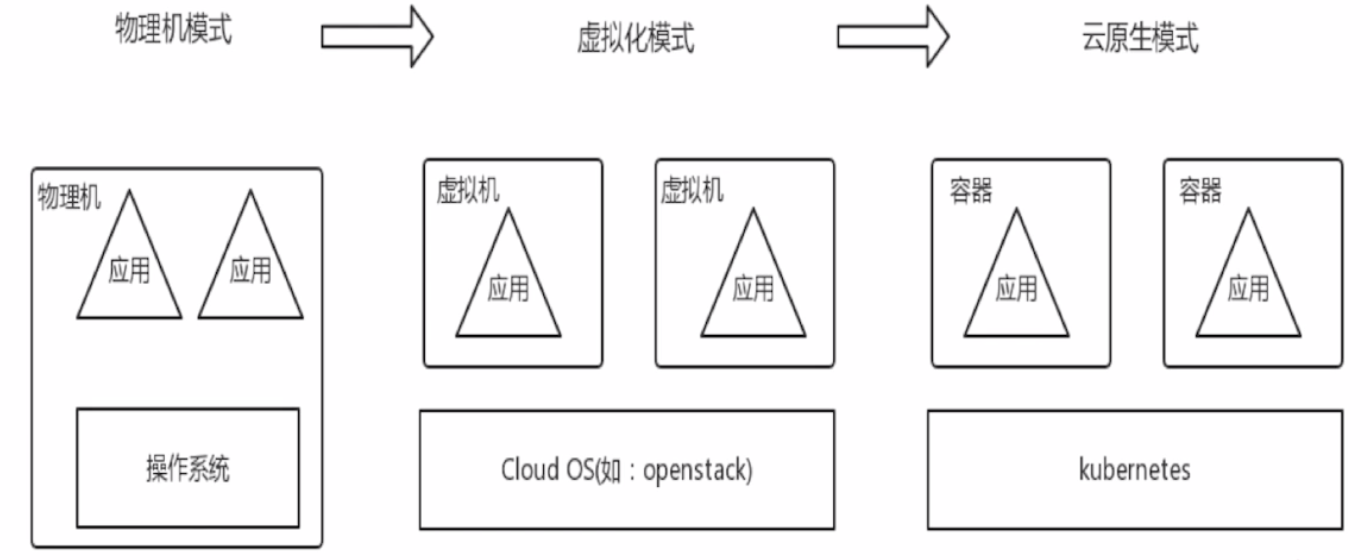 物理机模式
虚拟化模式
云原生模式
物理机
应用
应用
操作系统
虚拟机
应用
虚拟机
应用
Cloud OS(如：openstack)
容器
应用
容器
应用
kubernetes